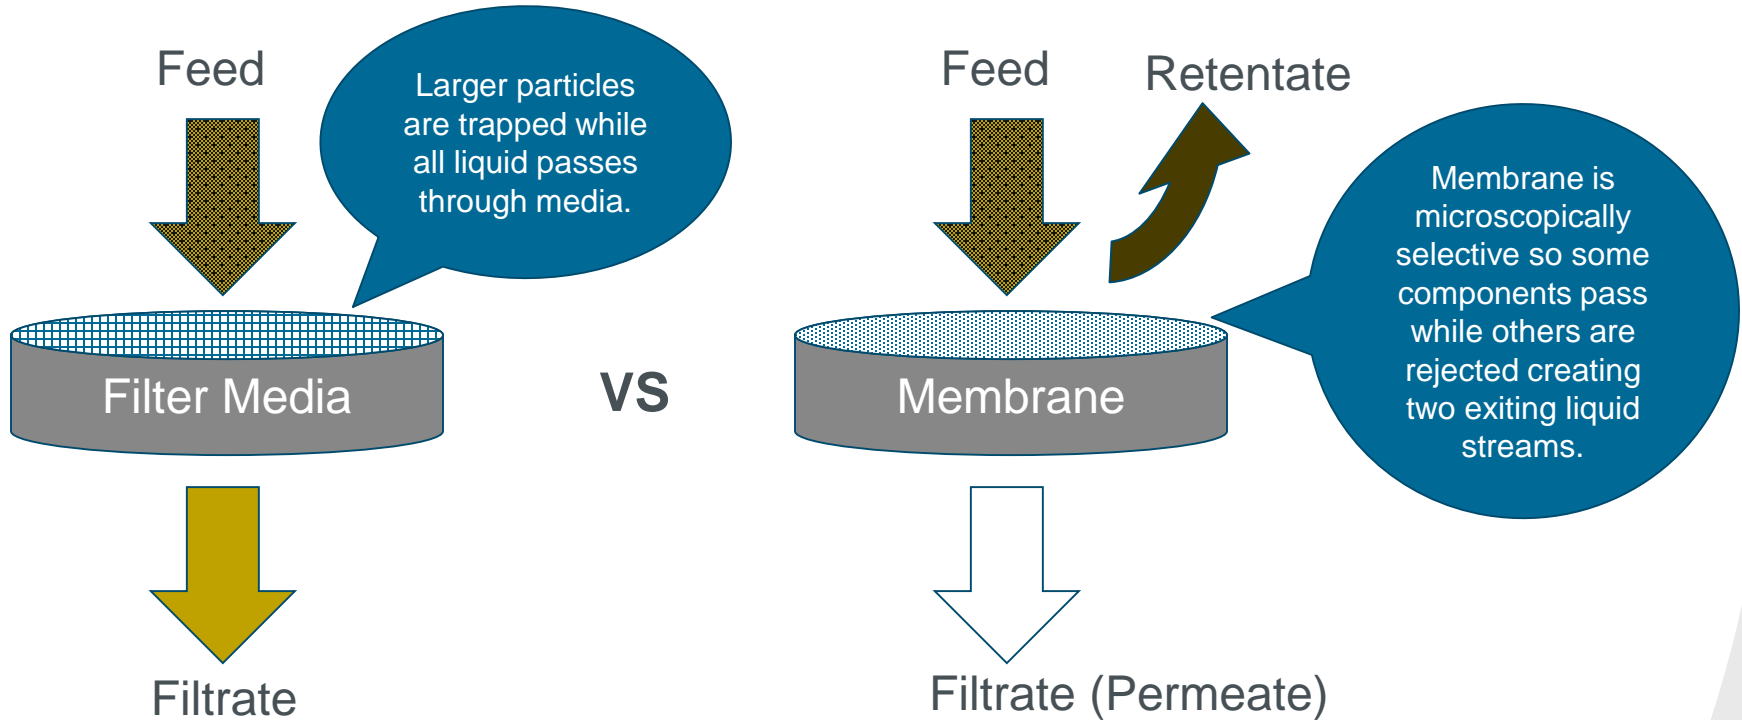 Feed
Larger particles
are trapped while
all liquid passes
through media.
Filter Media
Filtrate
VS
Feed
Retentate
Membrane is
microscopically
selective so some
components pass
while others are
rejected creating
two exiting liquid
streams.
Membrane
Filtrate (Permeate)